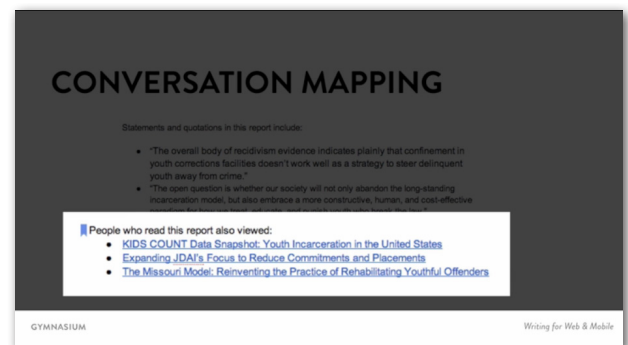 CONVERSATION MAPPING
Statements and quotations in this report include:
• "The overall body of recidivism evidence indicates plainly that confinement in
youth corrections facilities doesn't work well as a strategy to steer delinquent
youth away from crime."
• "The open question is whether our society will not only abandon the long-standing
incarceration model, but also embrace a more constructive, human, and cost-effective
People who read this report also viewed:
• KIDS COUNT Data Snapshot: Youth Incarceration in the United States
• Expanding JDAI's Focus to Reduce Commitments and Placements
• The Missouri Model: Reinventing the Practice of Rehabilitating Youthful Offenders
GYMNASIUM
Writing for Web & Mobile